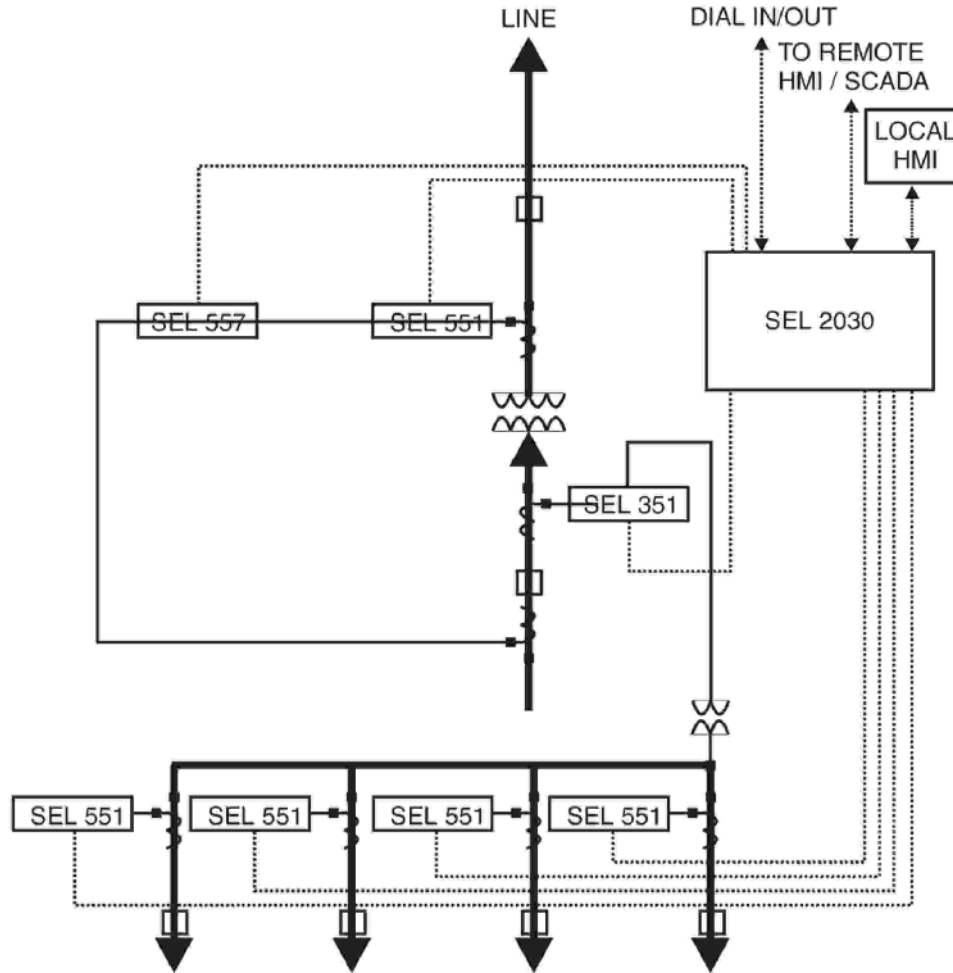 LINE
DIAL IN/OUT
TO REMOTE
HMI / SCADA
LOCAL
HMI
SEL 557
SEL 551
SEL 2030
SEL 351
SEL 551
SEL 551
SEL 551
SEL 551